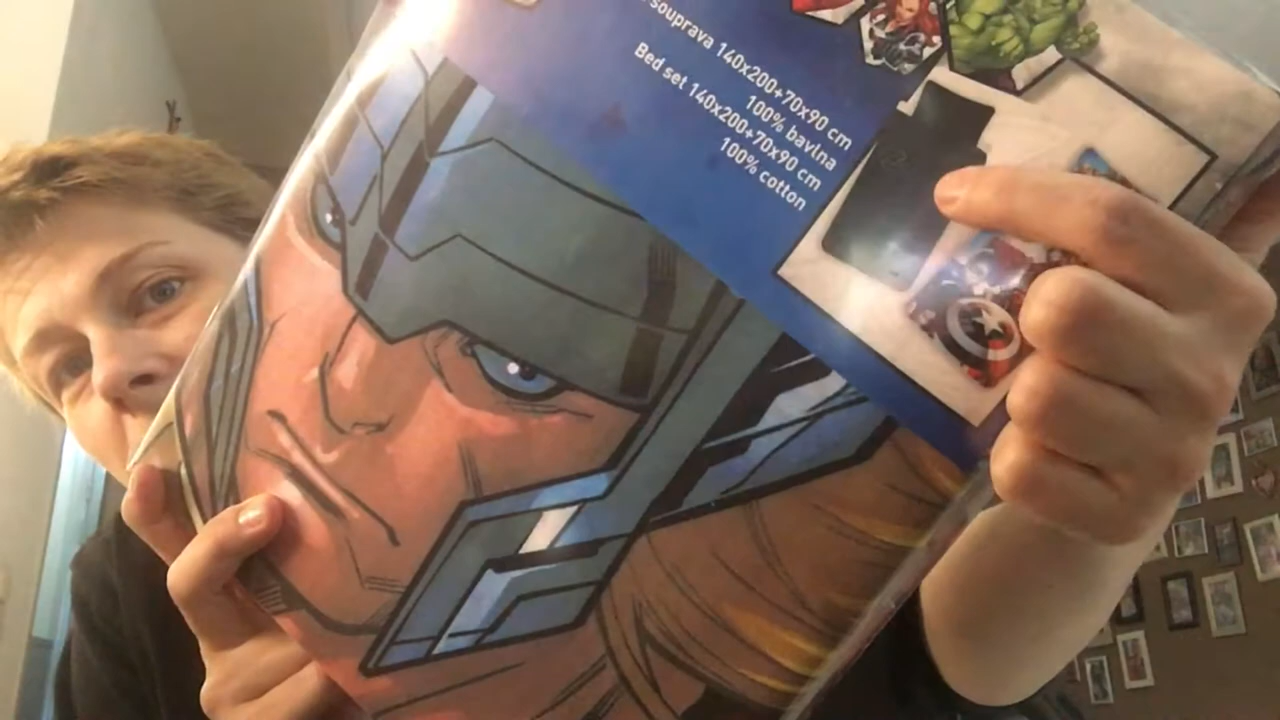 souprava 140x200+70x90 cm
100% bavlna
Bed set 140x200+70x90 cm
100% cotton